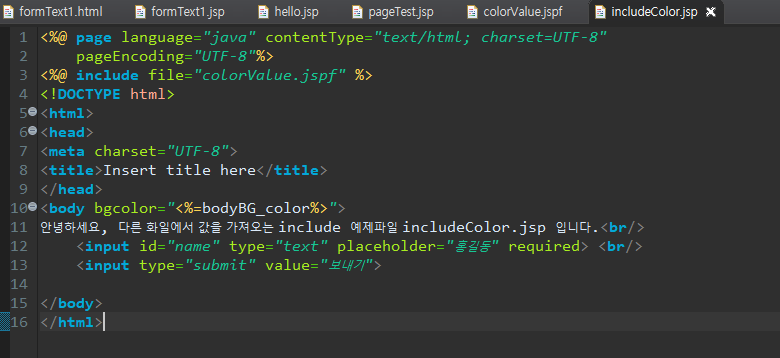 formText1.html formText1.jsp hello.jsp pageTest.jsp colorValue.jspf includeColor.jsp
1 <%@ page language="java" contentType="text/html; charset=UTF-8"
2 pageEncoding="UTF-8"%>
3 <%@ include file="colorValue.jspf" %>
4 <!DOCTYPE html>
5 <html>
6 <head>
7 <meta charset="UTF-8">
8 <title>Insert title here</title>
9 </head>
10 <body bgcolor="<%=bodyBG_color%>">
11 안녕하세요, 다른 화일에서 값을 가져오는 include 예제파일 includeColor.jsp 입니다.<br/>
12 <input id="name" type="text" placeholder="홍길동" required> <br/>
13 <input type="submit" value="보내기">
14
15 </body>
16 </html>